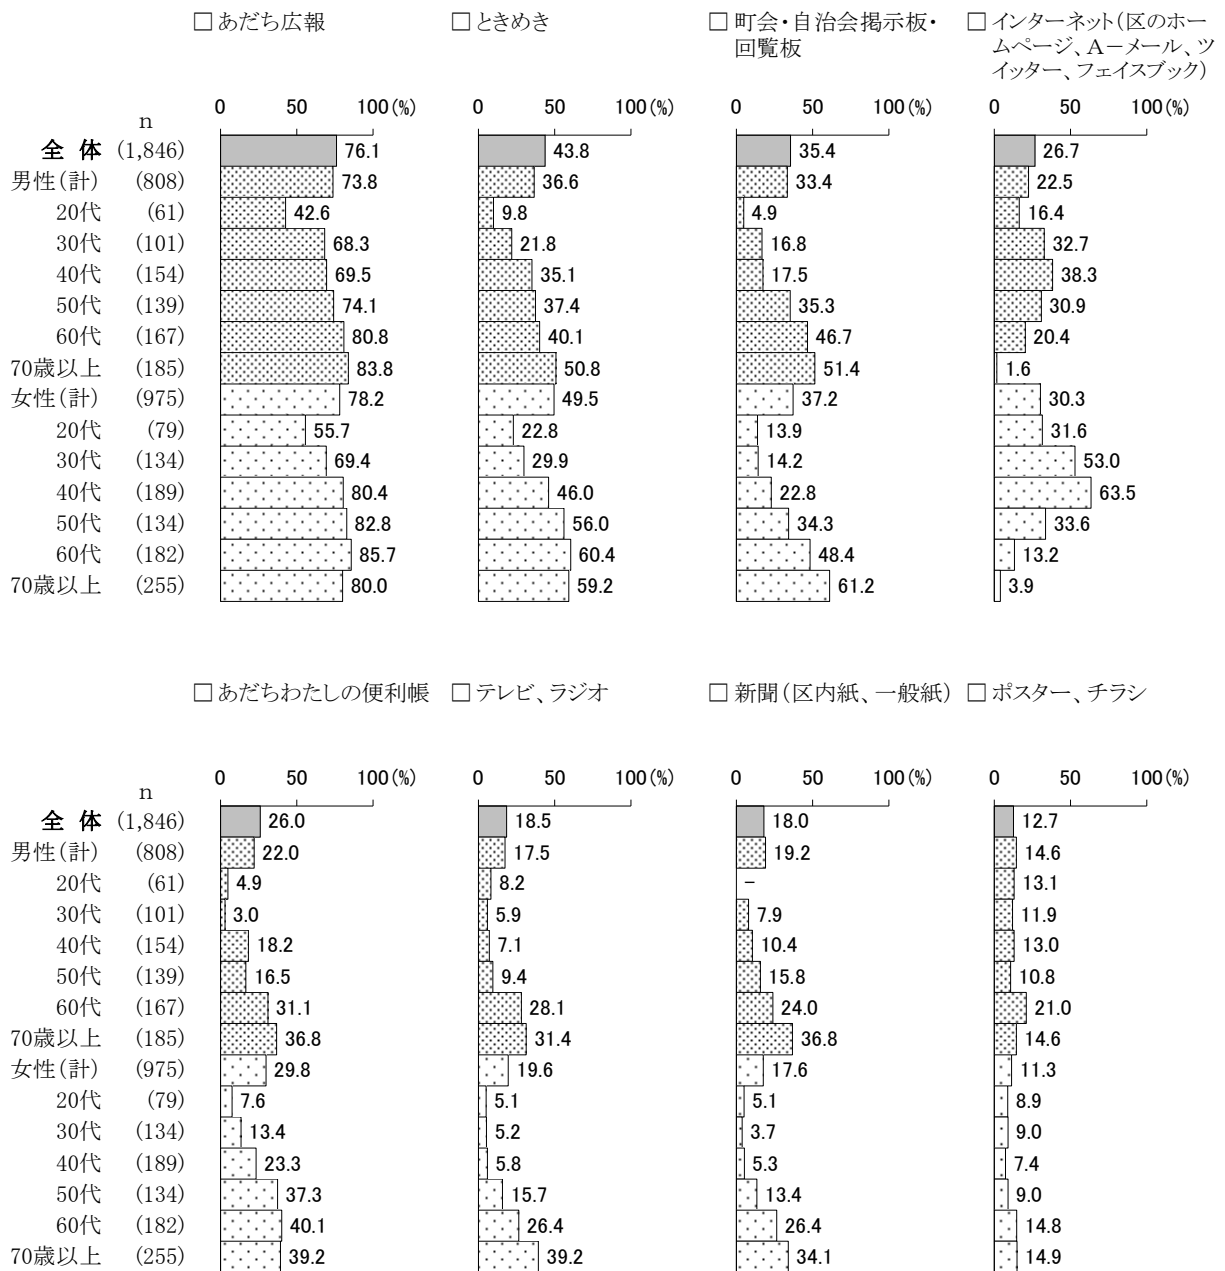 □ あだち広報 □ ときめき □ 町会・自治会掲示板・ □ インターネット(区のホー
回覧板 ムページ、A-メール、ツ
イッター、フェイスブック)
0 50 100(%) 0 50 100(%) 0 50 100(%) 0 50 100(%)
n
全 体 (1,846) 76.1 43.8 35.4 26.7
男性(計) (808) 73.8 36.6 33.4 22.5
20代 (61) 42.6 9.8 4.9 16.4
30代 (101) 68.3 21.8 16.8 32.7
40代 (154) 69.5 35.1 17.5 38.3
50代 (139) 74.1 37.4 35.3 30.9
60代 (167) 80.8 40.1 46.7 20.4
70歳以上 (185) 83.8 50.8 51.4 1.6
女性(計) (975) 78.2 49.5 37.2 30.3
20代 (79) 55.7 22.8 13.9 31.6
30代 (134) 69.4 29.9 14.2 53.0
40代 (189) 80.4 46.0 22.8 63.5
50代 (134) 82.8 56.0 34.3 33.6
60代 (182) 85.7 60.4 48.4 13.2
70歳以上 (255) 80.0 59.2 61.2 3.9
□ あだちわたしの便利帳 □ テレビ、ラジオ □ 新聞(区内紙、一般紙) □ ポスター、チラシ
0 50 100(%) 0 50 100(%) 0 50 100(%) 0 50 100(%)
n
全 体 (1,846) 26.0 18.5 18.0 12.7
男性(計) (808) 22.0 17.5 19.2 14.6
20代 (61) 4.9 8.2 - 13.1
30代 (101) 3.0 5.9 7.9 11.9
40代 (154) 18.2 7.1 10.4 13.0
50代 (139) 16.5 9.4 15.8 10.8
60代 (167) 31.1 28.1 24.0 21.0
70歳以上 (185) 36.8 31.4 36.8 14.6
女性(計) (975) 29.8 19.6 17.6 11.3
20代 (79) 7.6 5.1 5.1 8.9
30代 (134) 13.4 5.2 3.7 9.0
40代 (189) 23.3 5.8 5.3 7.4
50代 (134) 37.3 15.7 13.4 9.0
60代 (182) 40.1 26.4 26.4 14.8
70歳以上 (255) 39.2 39.2 34.1 14.9